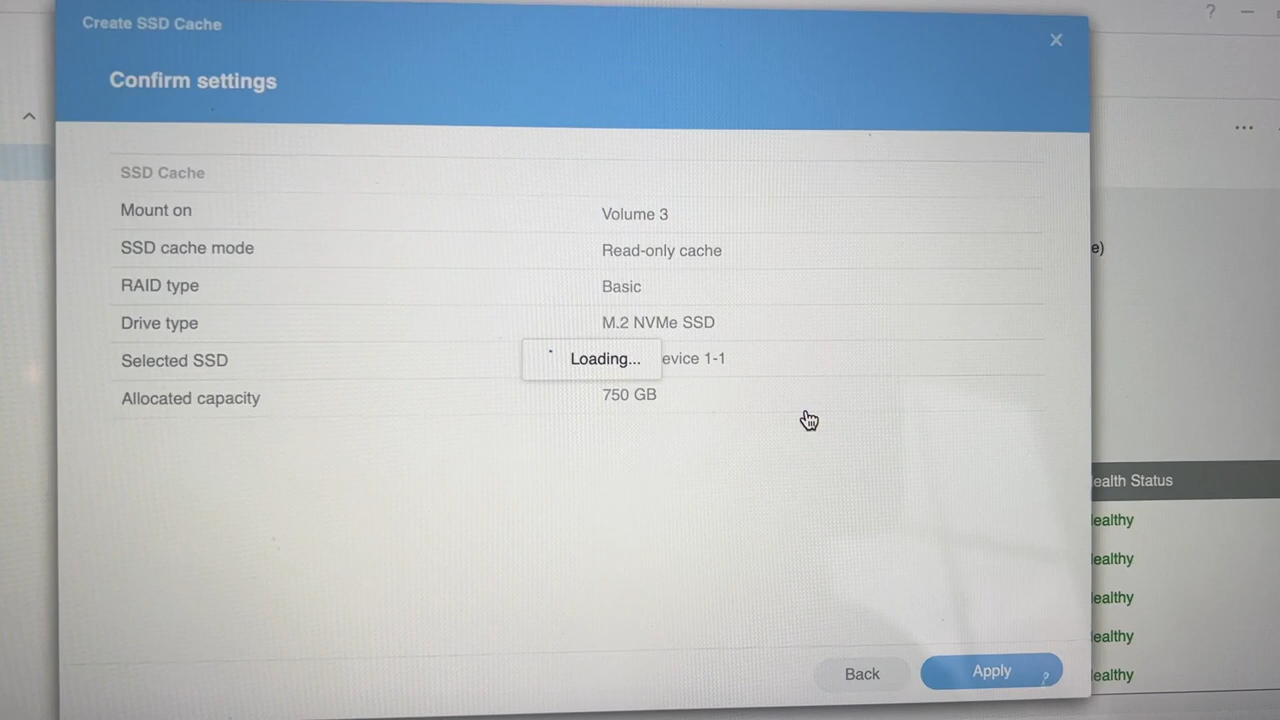 ?
Create SSD Cache
Confirm settings
...
SSD Cache
Mount on Volume 3
SSD cache mode Read-only cache
e)
RAID type Basic
Drive type M.2 NVMe SSD
Selected SSD Loading... evice 1-1
Allocated capacity 750 GB
ealth Status
ealthy
ealthy
ealthy
ealthy
ealthy
Back Apply